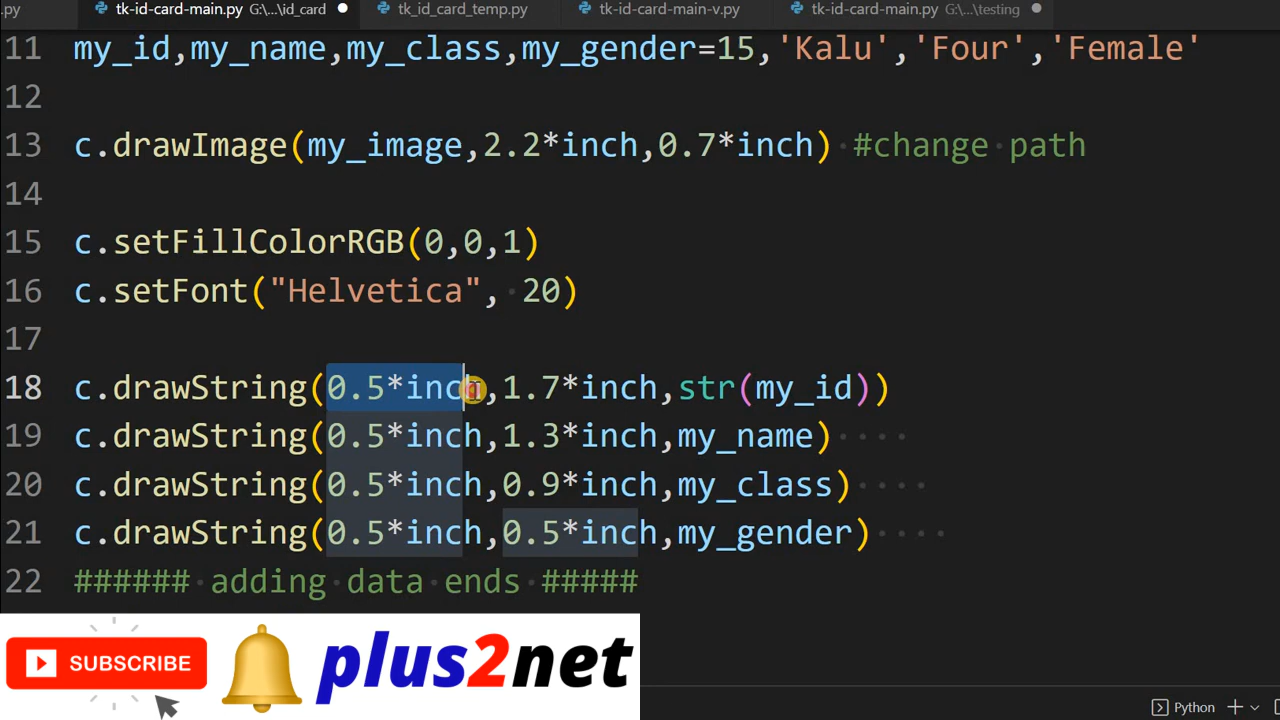 .py
tk-id-card-main.py G:\...\id_card
tk_id_card_temp.py
tk-id-card-main-v.py
tk-id-card-main.py G:\...\testing
11 my_id,my_name,my_class,my_gender=15,'Kalu','Four','Female'
12
13 c.drawImage(my_image,2.2*inch,0.7*inch) #change path
14
15 c.setFillColorRGB(0,0,1)
16 c.setFont("Helvetica", 20)
17
18 c.drawString(0.5*inch,1.7*inch,str(my_id))
19 c.drawString(0.5*inch,1.3*inch,my_name)
20 c.drawString(0.5*inch,0.9*inch,my_class)
21 c.drawString(0.5*inch,0.5*inch,my_gender)
22 ###### adding data ends #####
SUBSCRIBE
plus2net
Python